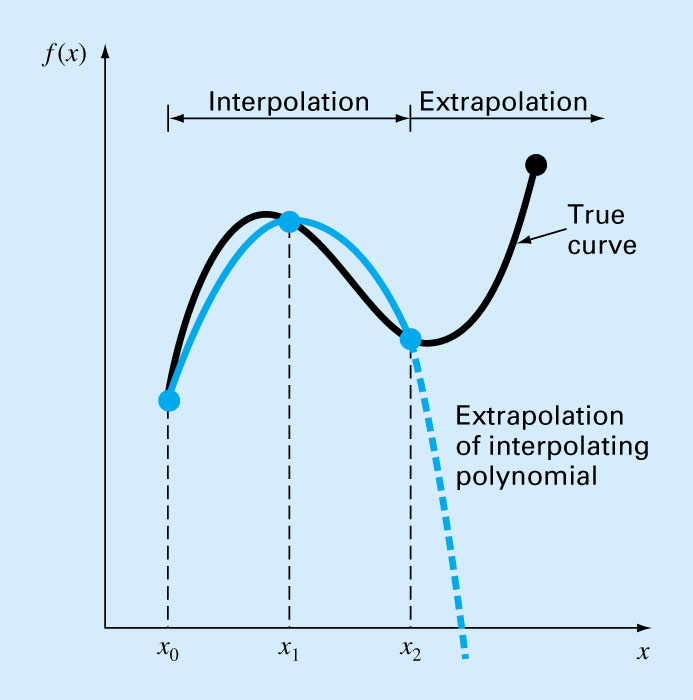 f(x)
Interpolation
Extrapolation
True
curve
Extrapolation
of interpolating
polynomial
x0
x1
x2
x